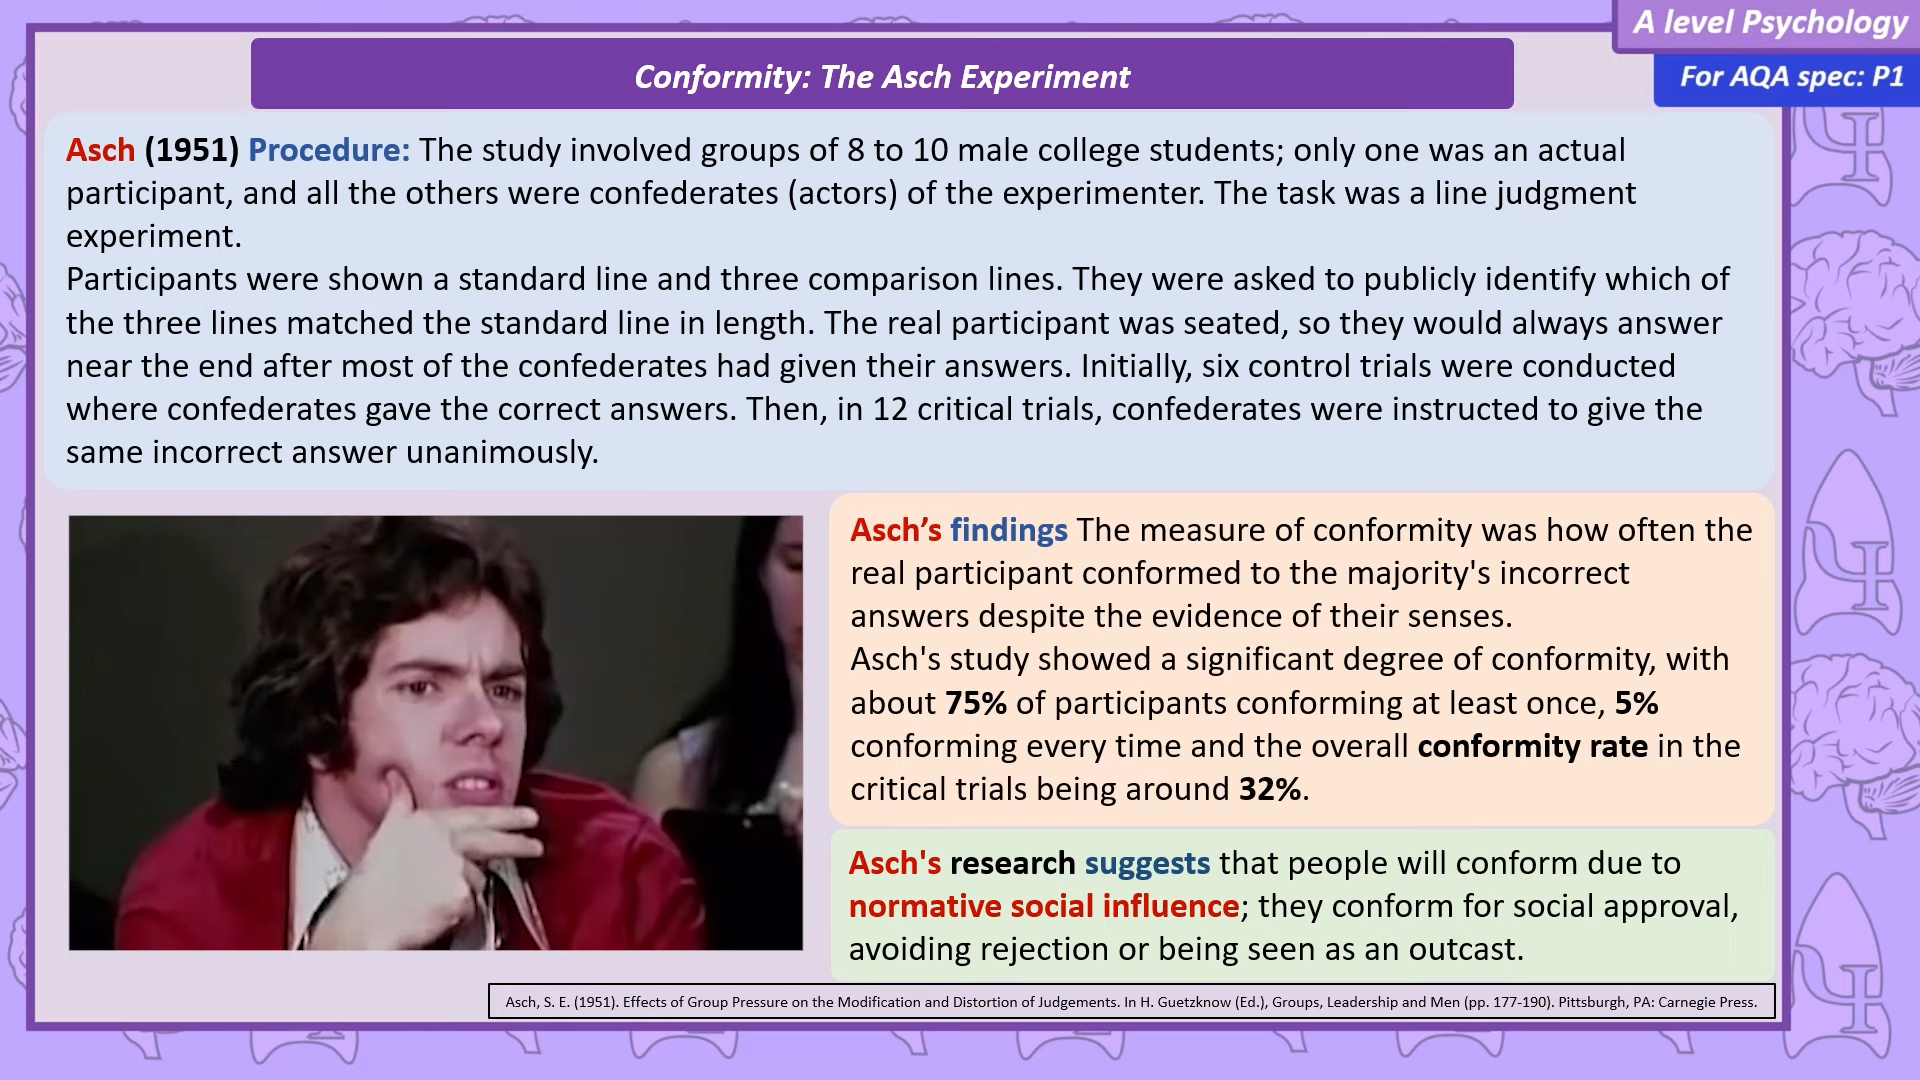 A level Psychology
For AQA spec: P1
Conformity: The Asch Experiment
Asch (1951) Procedure: The study involved groups of 8 to 10 male college students; only one was an actual
participant, and all the others were confederates (actors) of the experimenter. The task was a line judgment
experiment.
Participants were shown a standard line and three comparison lines. They were asked to publicly identify which of
the three lines matched the standard line in length. The real participant was seated, so they would always answer
near the end after most of the confederates had given their answers. Initially, six control trials were conducted
where confederates gave the correct answers. Then, in 12 critical trials, confederates were instructed to give the
same incorrect answer unanimously.
Asch’s findings The measure of conformity was how often the
real participant conformed to the majority's incorrect
answers despite the evidence of their senses.
Asch's study showed a significant degree of conformity, with
about 75% of participants conforming at least once, 5%
conforming every time and the overall conformity rate in the
critical trials being around 32%.
Asch's research suggests that people will conform due to
normative social influence; they conform for social approval,
avoiding rejection or being seen as an outcast.
Asch, S. E. (1951). Effects of Group Pressure on the Modification and Distortion of Judgements. In H. Guetzknow (Ed.), Groups, Leadership and Men (pp. 177-190). Pittsburgh, PA: Carnegie Press.